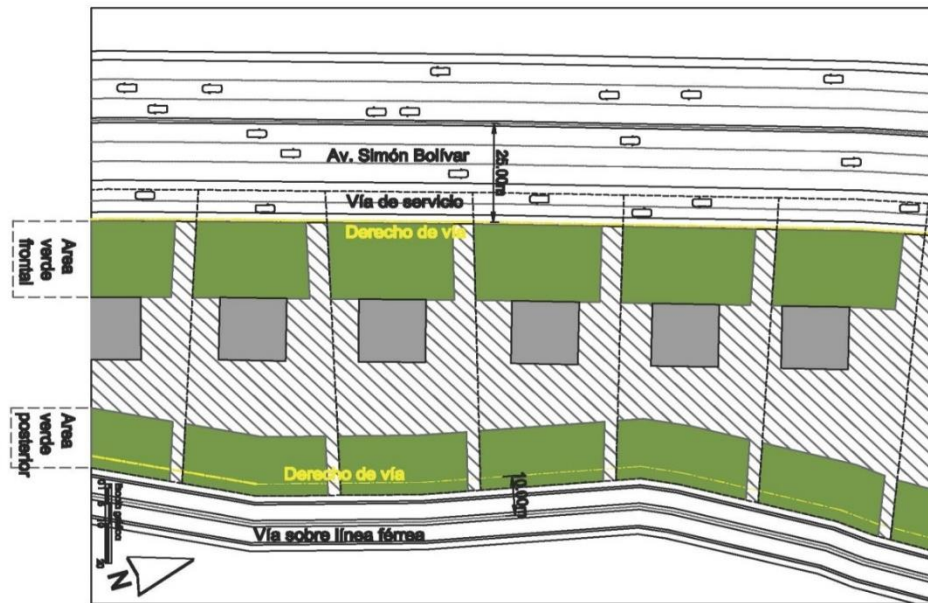 Av. Simón Bolívar
25.00m
Vía de servicio
Derecho de vía
Area
verde
frontal
Area
verde
posterior
Derecho de vía
10.00m
Vía sobre línea férrea
20
N